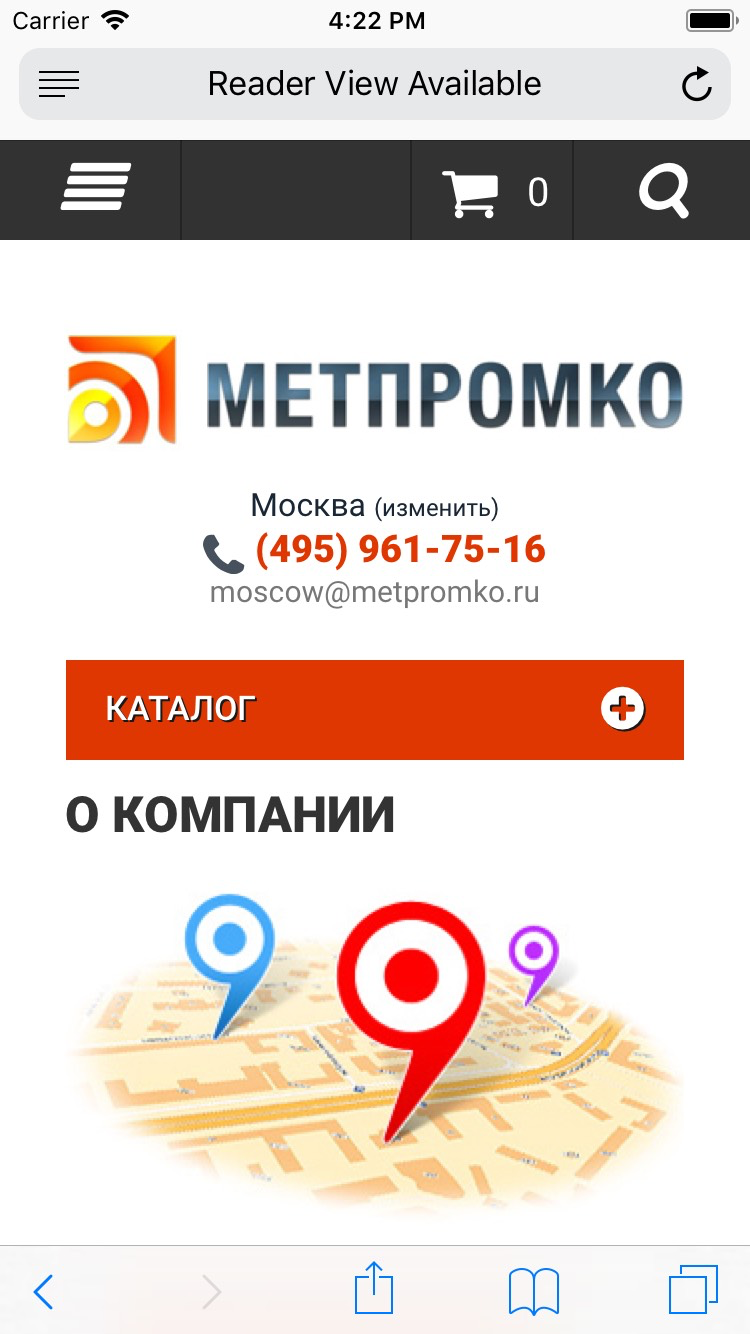 Carrier 4:22 PM
Reader View Available
0
МЕТПРОМКО
Москва (изменить)
(495) 961-75-16
moscow@metpromko.ru
КАТАЛОГ
О КОМПАНИИ